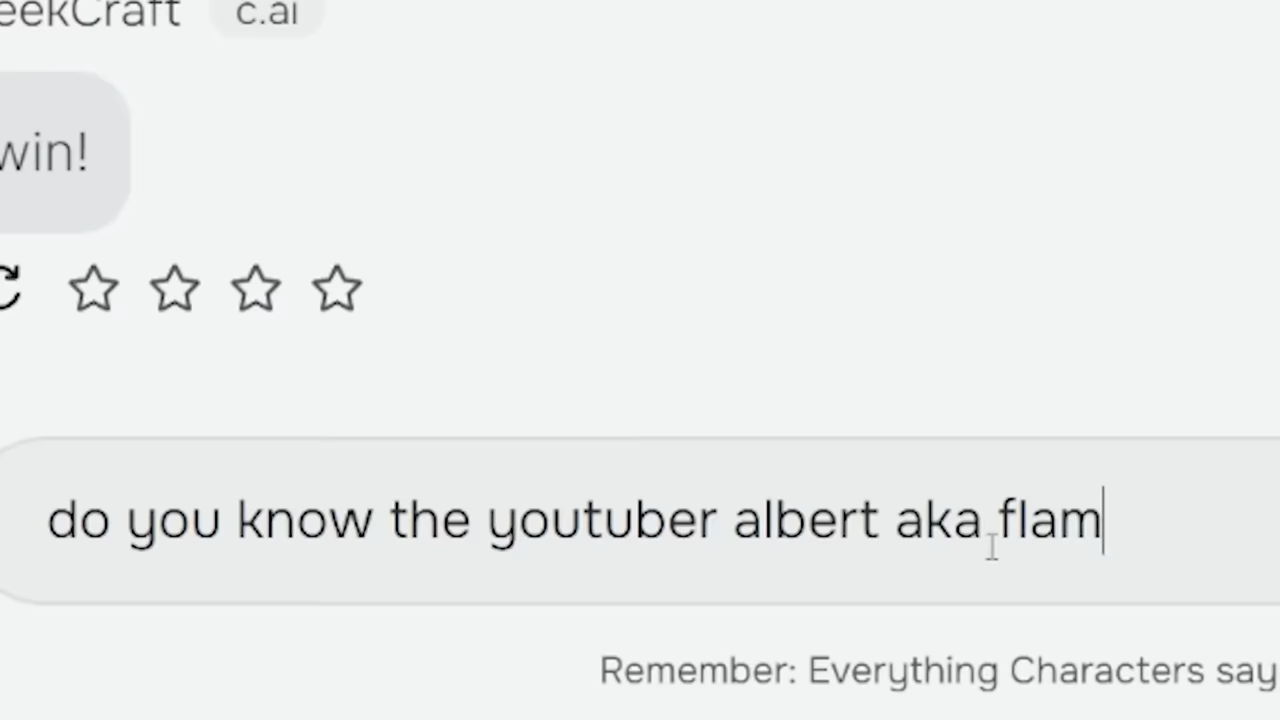 eekCraft c.ai
win!
do you know the youtuber albert aka flam
Remember: Everything Characters say